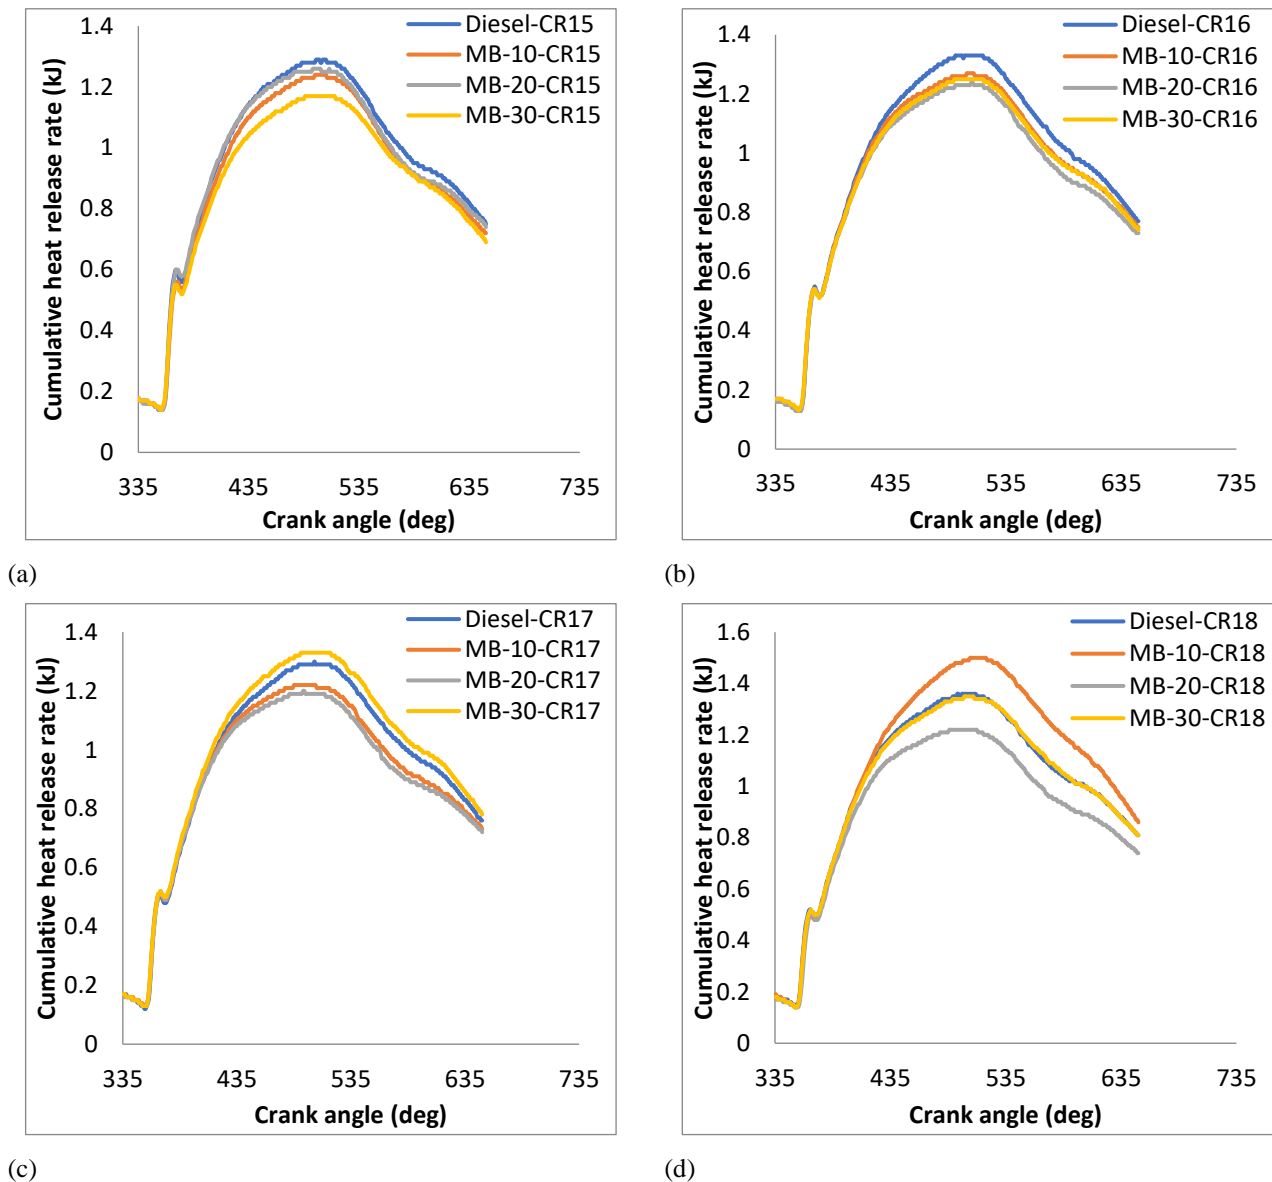 Cumulative heat release rate (kJ)
1.4
1.2
1
0.8
0.6
0.4
0.2
0
335 435 535 635 735
Crank angle (deg)
Diesel-CR15
MB-10-CR15
MB-20-CR15
MB-30-CR15
(a)
Cumulative heat release rate (kJ)
1.4
1.2
1
0.8
0.6
0.4
0.2
0
335 435 535 635 735
Crank angle (deg)
Diesel-CR16
MB-10-CR16
MB-20-CR16
MB-30-CR16
(b)
Cumulative heat release rate (kJ)
1.4
1.2
1
0.8
0.6
0.4
0.2
0
335 435 535 635 735
Crank angle (deg)
Diesel-CR17
MB-10-CR17
MB-20-CR17
MB-30-CR17
(c)
Cumulative heat release rate (kJ)
1.6
1.4
1.2
1
0.8
0.6
0.4
0.2
0
335 435 535 635 735
Crank angle (deg)
Diesel-CR18
MB-10-CR18
MB-20-CR18
MB-30-CR18
(d)